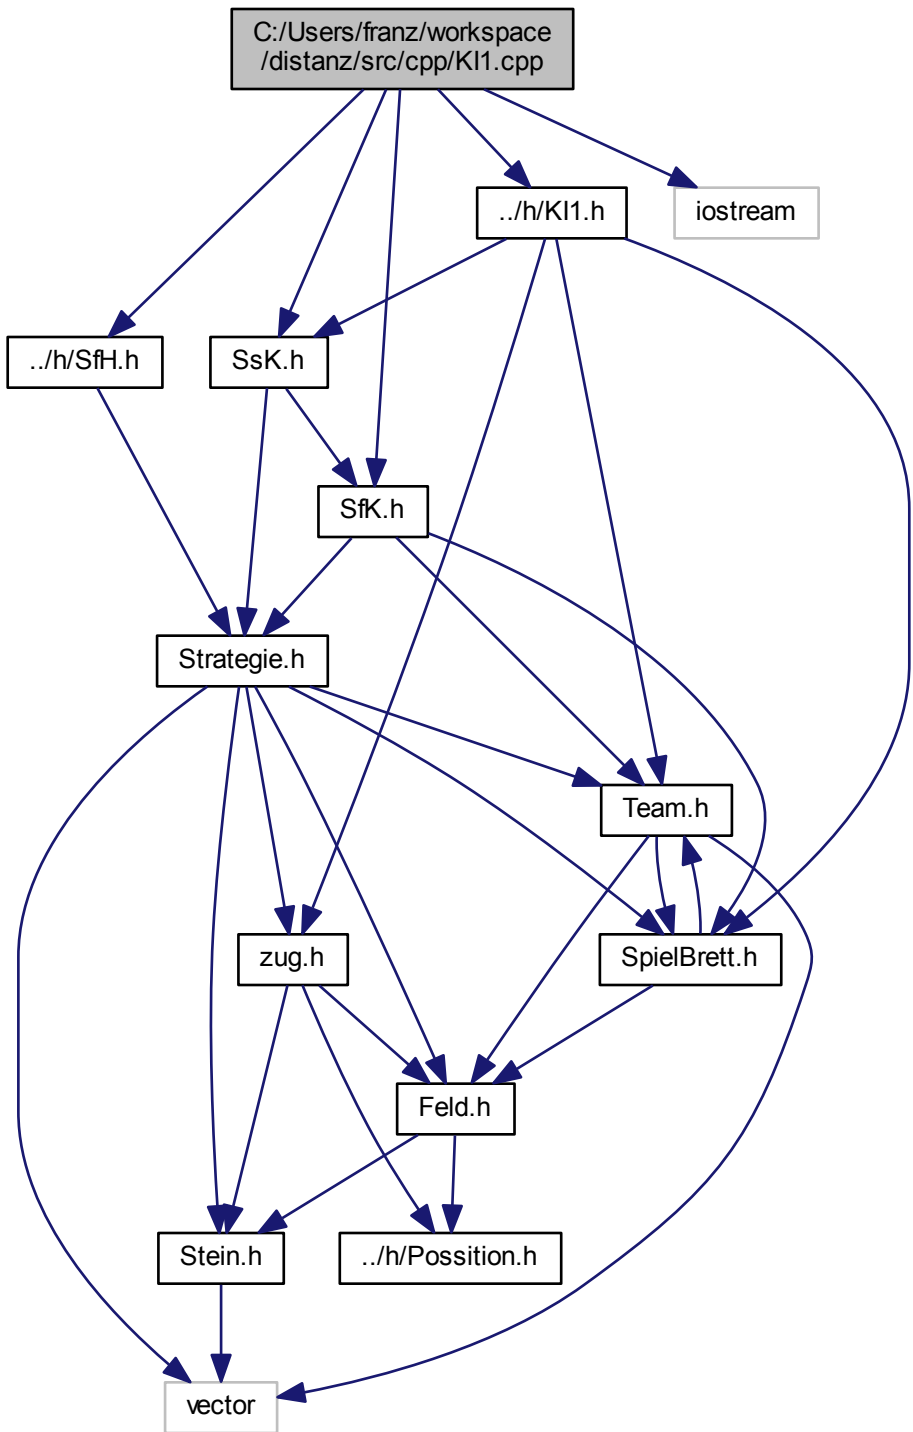 C:/Users/franz/workspace
/distanz/src/cpp/KI1.cpp
../h/KI1.h
iostream
../h/SfH.h
SsK.h
SfK.h
Strategie.h
Team.h
zug.h
SpielBrett.h
Feld.h
Stein.h
../h/Possition.h
vector